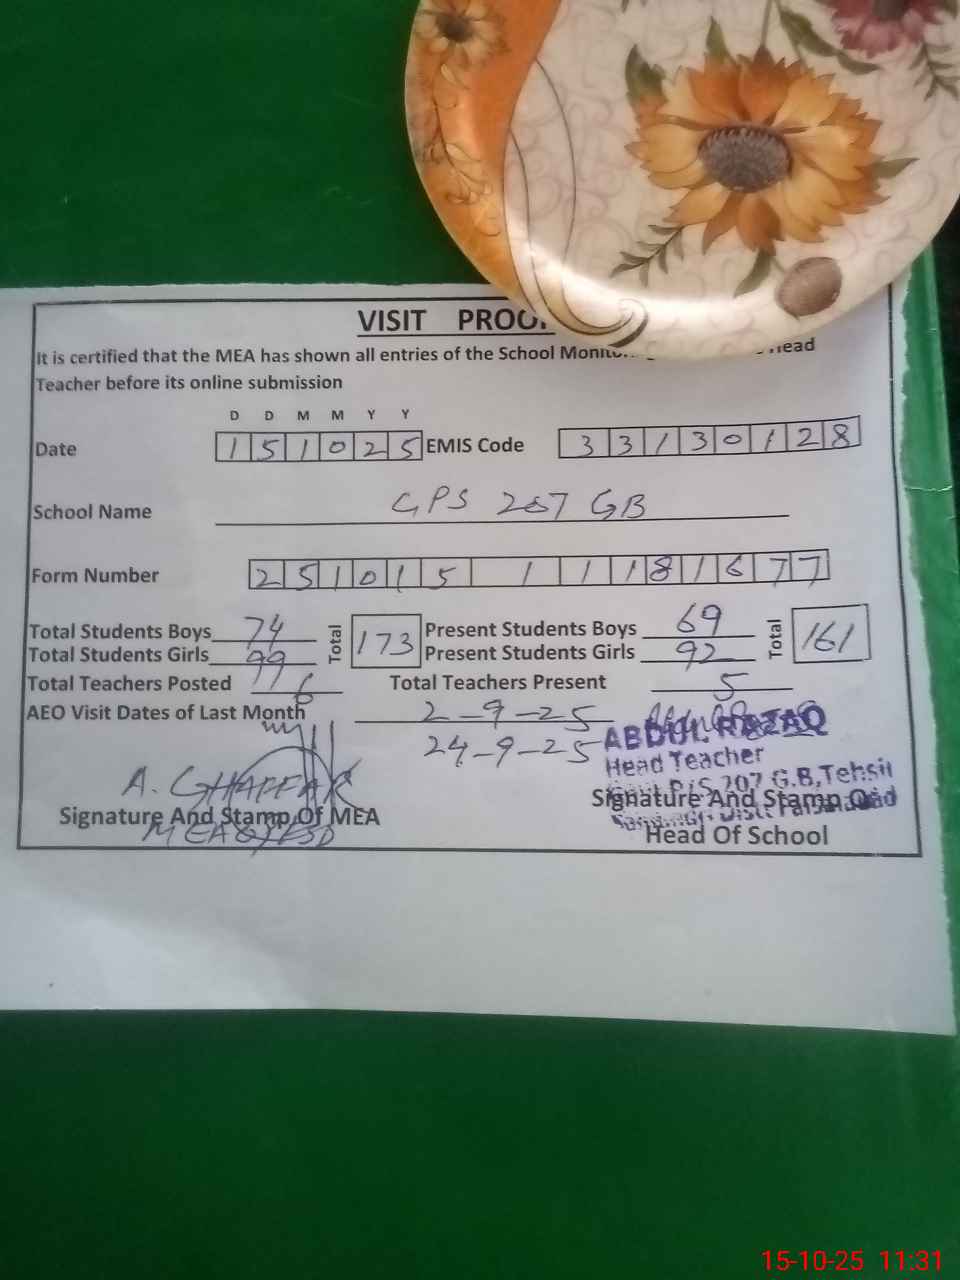 VISIT PROO
It is certified that the MEA has shown all entries of the School head
Teacher before its online submission
D D M M Y Y
Date 1 5 1 0 2 5 EMIS Code 3 3 1 3 0 1 2 8
School Name GPS 207 GB
Form Number 2 5 1 0 1 5 1 1 1 8 1 6 7 7
Total Students Boys 74 Total 173 Present Students Boys 69 Total 161
Total Students Girls 99 Present Students Girls 92
Total Teachers Posted 6 Total Teachers Present 5
AEO Visit Dates of Last Month 2-9-25
24-9-25
ABDUL RAZAQ
Head Teacher
P/S 207 G.B, Tehsil
A. GHAFFAR
Signature And Stamp Of MEA
Signature And Stamp Of
Head Of School
15-10-25 11:31